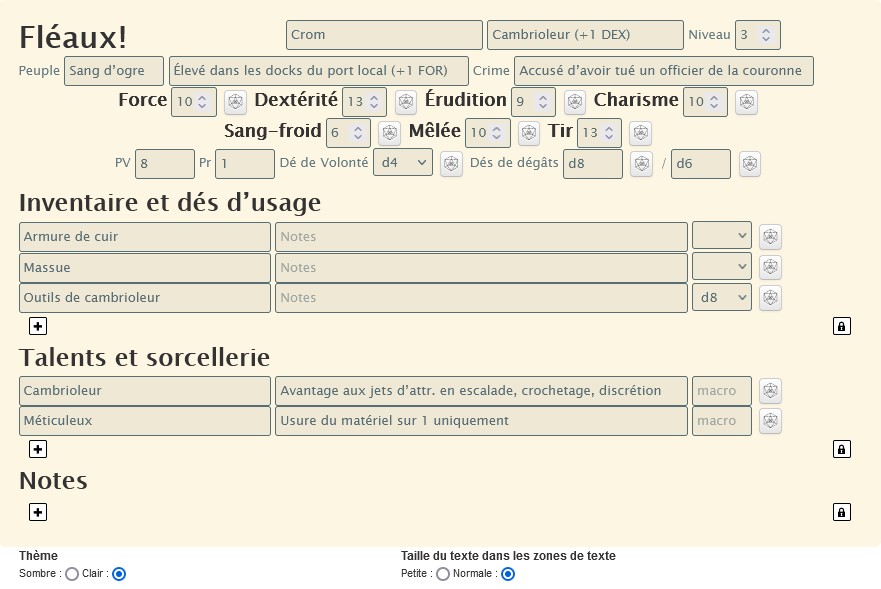 Fléaux! Crom Cambrioleur (+1 DEX) Niveau 3
Peuple Sang d'ogre Élevé dans les docks du port local (+1 FOR) Crime Accusé d'avoir tué un officier de la couronne
Force 10 Dextérité 13 Érudition 9 Charisme 10
Sang-froid 6 Mêlée 10 Tir 13
PV 8 Pr 1 Dé de Volonté d4 Dés de dégâts d8 / d6
Inventaire et dés d'usage
Armure de cuir Notes
Massue Notes
Outils de cambrioleur Notes d8
Talents et sorcellerie
Cambrioleur Avantage aux jets d'attr. en escalade, crochetage, discrétion macro
Méticuleux Usure du matériel sur 1 uniquement macro
Notes
Thème Taille du texte dans les zones de texte
Sombre : Clair : Petite : Normale :